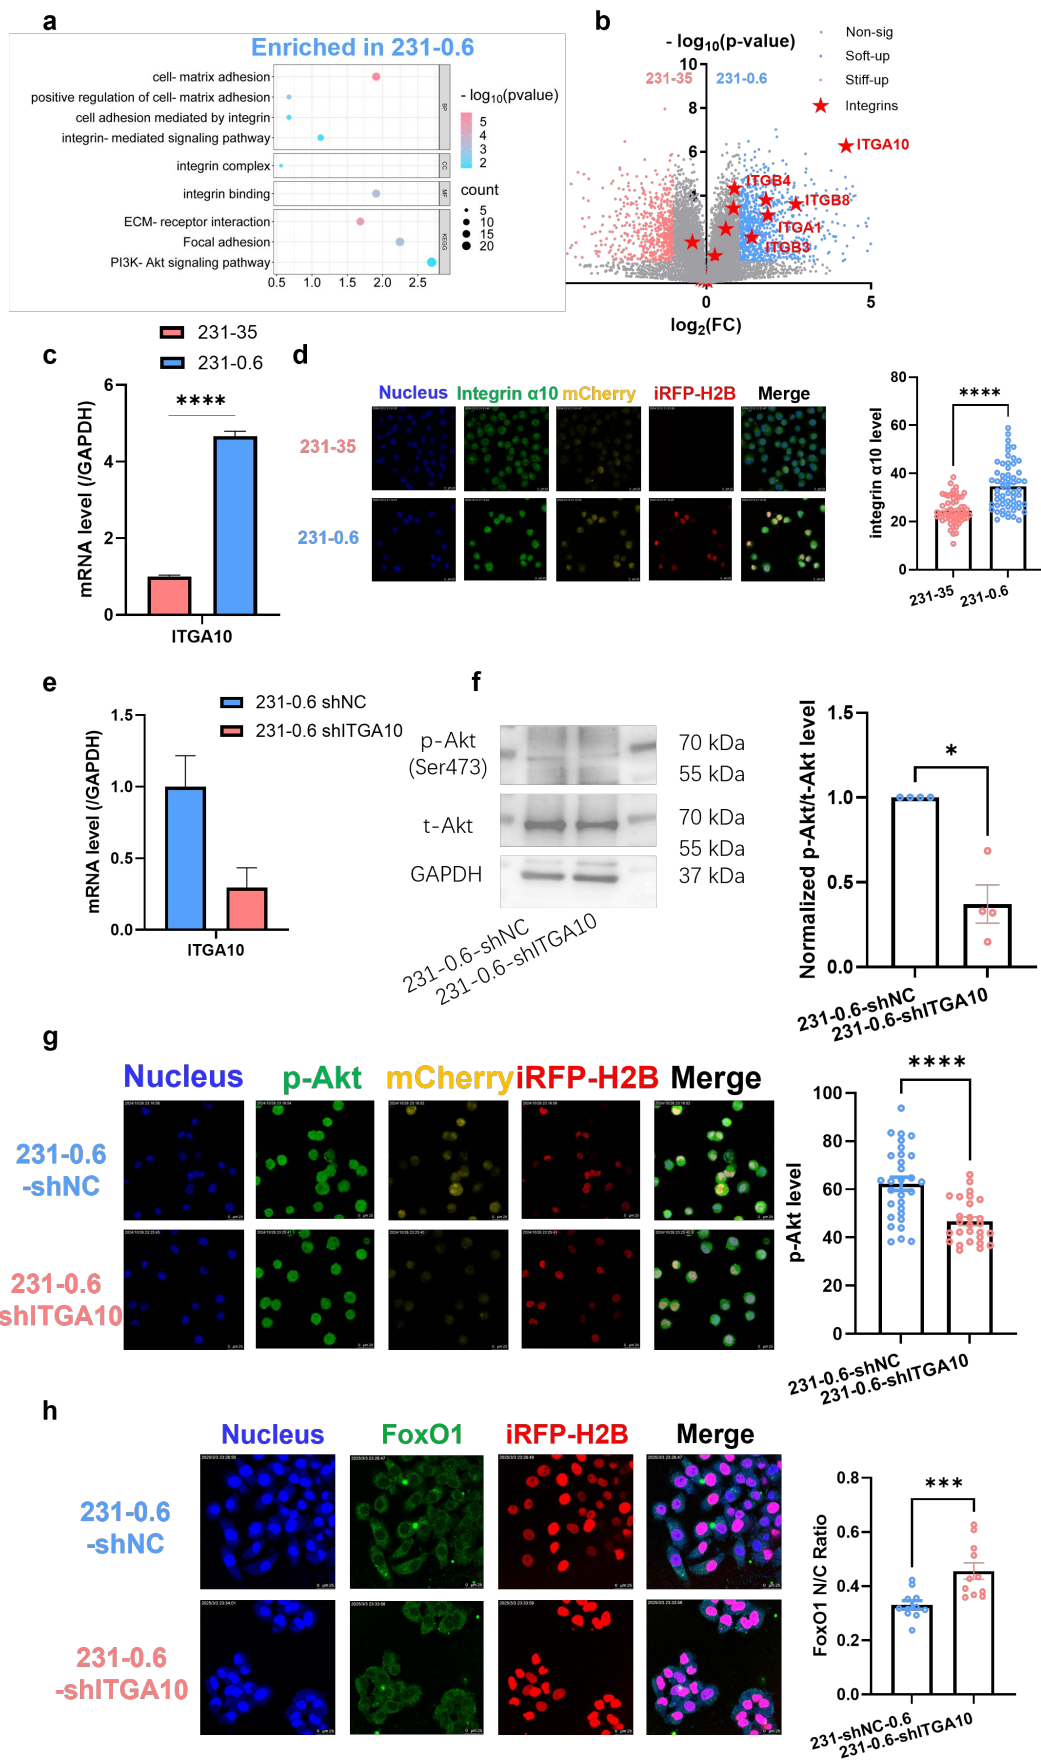 a
Enriched in 231-0.6
cell- matrix adhesion
positive regulation of cell- matrix adhesion
cell adhesion mediated by integrin
integrin- mediated signaling pathway
integrin complex
integrin binding
ECM- receptor interaction
Focal adhesion
PI3K- Akt signaling pathway
BP
CC
MF
KEGG
0.5 1.0 1.5 2.0 2.5
- log10(pvalue)
5
4
3
2
count
5
10
15
20
b
- log10(p-value)
231-35 231-0.6
10
8
6
0 5
log2(FC)
Non-sig
Soft-up
Stiff-up
Integrins
ITGA10
ITGB4
ITGB8
ITGA1
ITGB3
c
231-35
231-0.6
mRNA level (/GAPDH)
6
4
2
0
****
ITGA10
d
Nucleus Integrin α10 mCherry iRFP-H2B Merge
231-35
231-0.6
integrin α10 level
80
60
40
20
0
****
231-35 231-0.6
e
231-0.6 shNC
231-0.6 shITGA10
mRNA level (/GAPDH)
1.5
1.0
0.5
0.0
ITGA10
f
p-Akt
(Ser473)
70 kDa
55 kDa
t-Akt
70 kDa
55 kDa
GAPDH
37 kDa
231-0.6-shNC
231-0.6-shITGA10
Normalized p-Akt/t-Akt level
1.5
1.0
0.5
0.0
*
231-0.6-shNC
231-0.6-shITGA10
g
Nucleus p-Akt mCherry iRFP-H2B Merge
231-0.6
-shNC
231-0.6
shITGA10
p-Akt level
100
80
60
40
20
0
****
231-0.6-shNC
231-0.6-shITGA10
h
Nucleus FoxO1 iRFP-H2B Merge
231-0.6
-shNC
231-0.6
-shITGA10
FoxO1 N/C Ratio
0.8
0.6
0.4
0.2
0.0
***
231-shNC-0.6
231-0.6-shITGA10